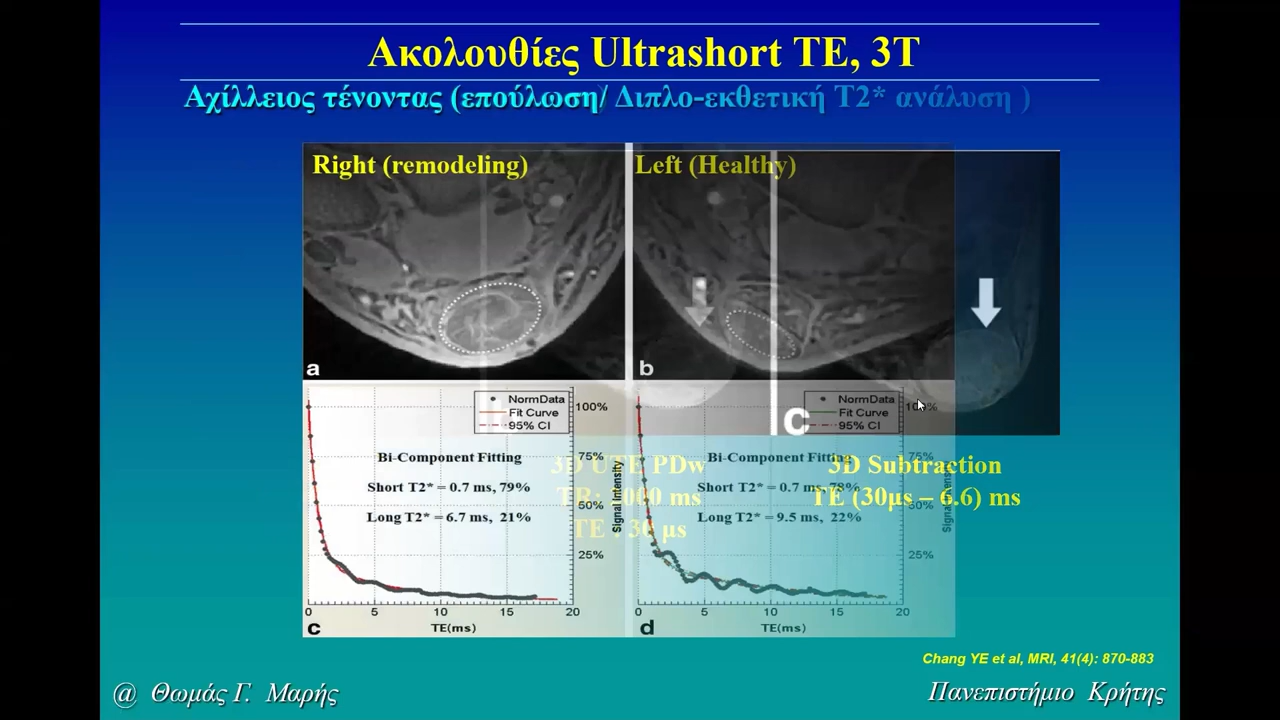 Ακολουθίες Ultrashort TE, 3T
Αχίλλειος τένοντας (επούλωση/ Διπλο-εκθετική T2* ανάλυση )
Right (remodeling)
Left (Healthy)
a
b
C
NormData
Fit Curve
95% CI
100%
75%
50%
25%
Bi-Component Fitting
Short T2* = 0.7 ms, 79%
Long T2* = 6.7 ms, 21%
Signal Intensity
0 5 10 15 20
TE(ms)
c
NormData
Fit Curve
95% CI
100%
75%
50%
25%
Bi-Component Fitting
Short T2* = 0.7 ms, 78%
Long T2* = 9.5 ms, 22%
Signal Intensity
0 5 10 15 20
TE(ms)
d
3D UTE PDw
000 ms
TE : 30 μs
3D Subtraction
TE (30μs – 6.6) ms
Chang YE et al, MRI, 41(4): 870-883
@ Θωμάς Γ. Μαρής
Πανεπιστήμιο Κρήτης